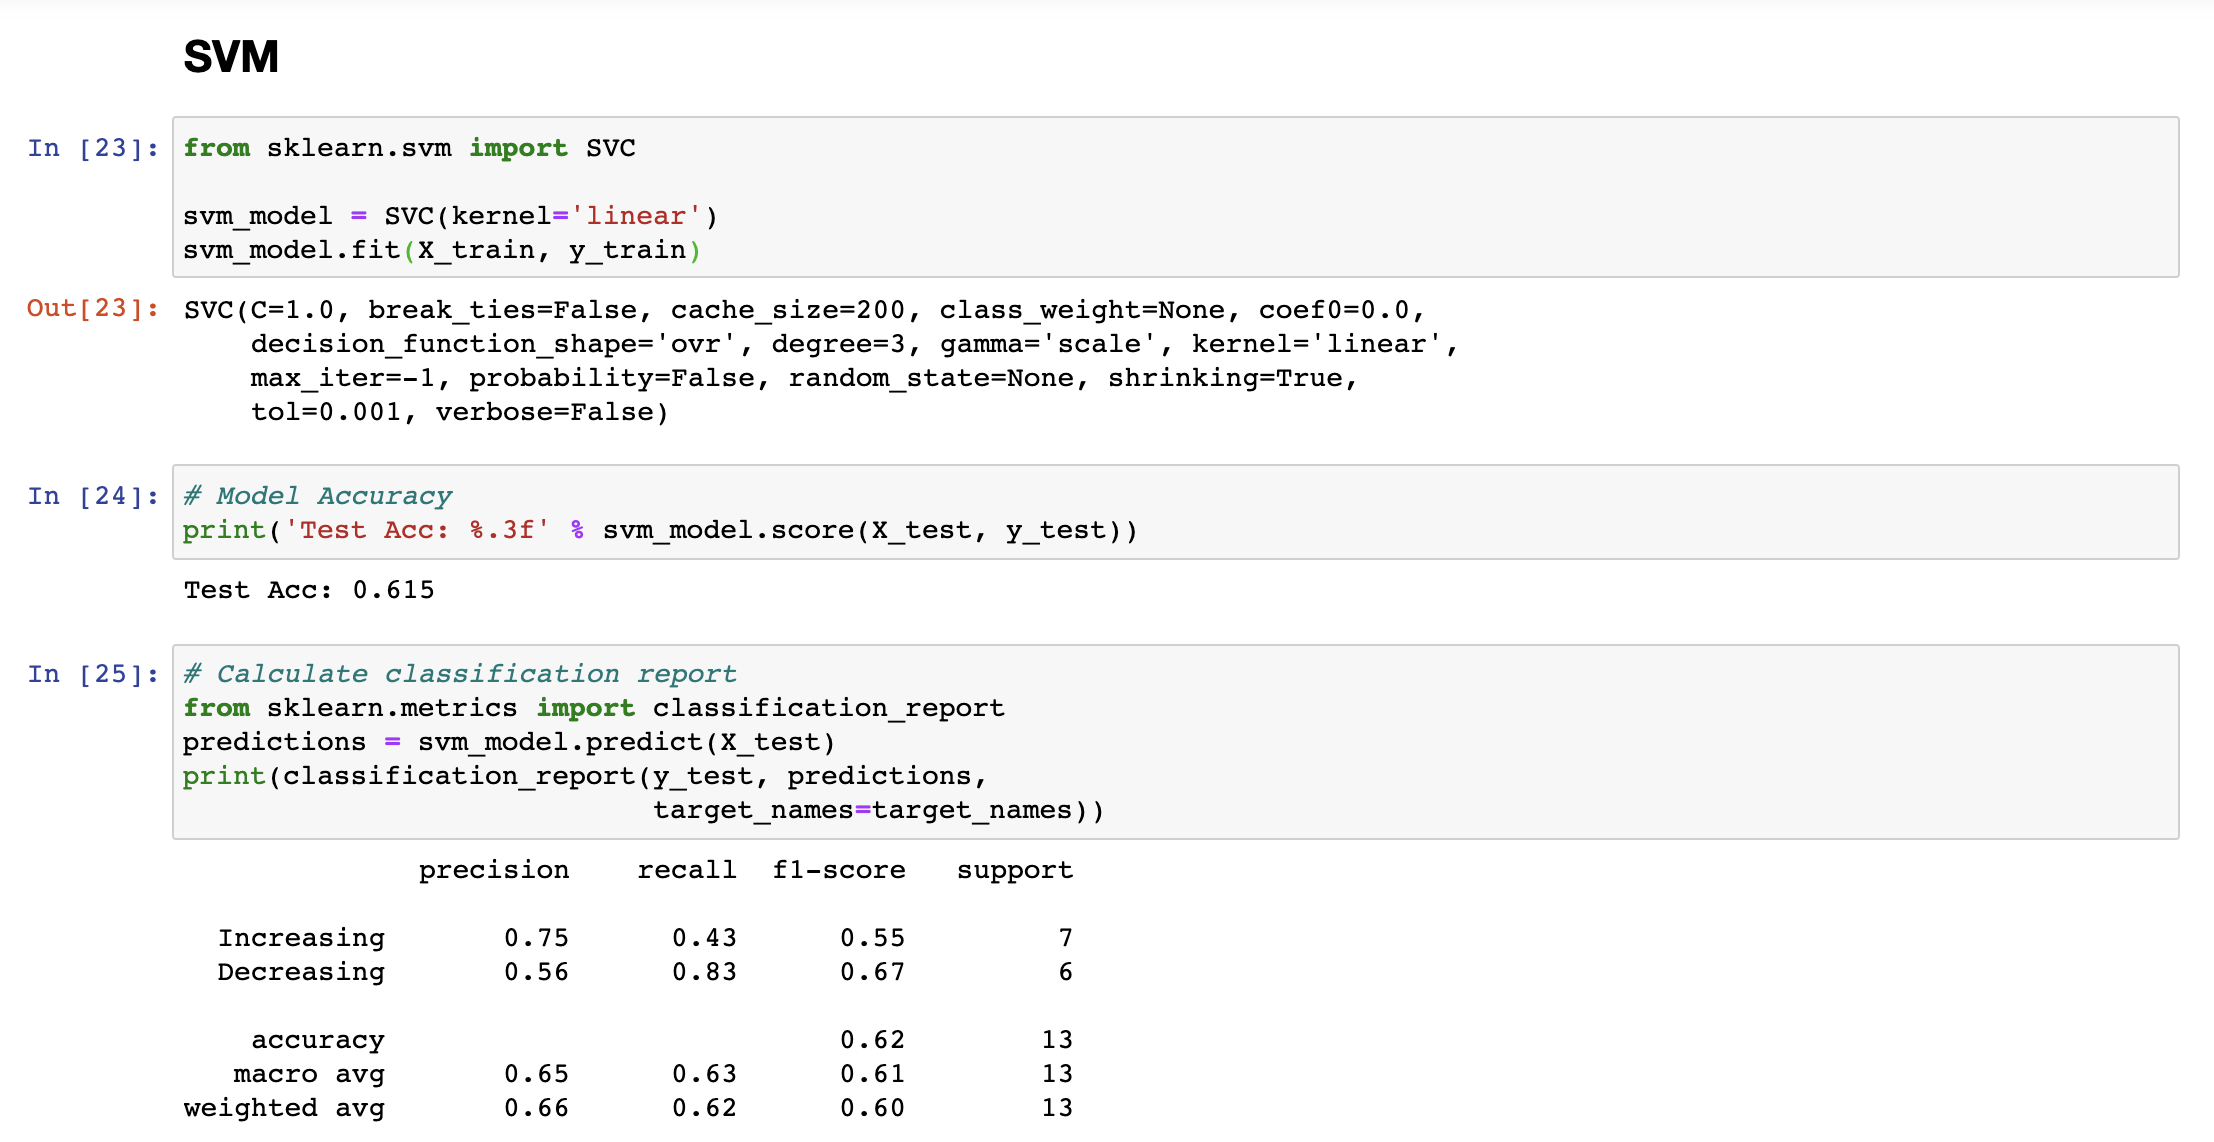 SVM
In [23]: from sklearn.svm import SVC
svm_model = SVC(kernel='linear')
svm_model.fit(X_train, y_train)
Out[23]: SVC(C=1.0, break_ties=False, cache_size=200, class_weight=None, coef0=0.0,
    decision_function_shape='ovr', degree=3, gamma='scale', kernel='linear',
    max_iter=-1, probability=False, random_state=None, shrinking=True,
    tol=0.001, verbose=False)
In [24]: # Model Accuracy
print('Test Acc: %.3f' % svm_model.score(X_test, y_test))
Test Acc: 0.615
In [25]: # Calculate classification report
from sklearn.metrics import classification_report
predictions = svm_model.predict(X_test)
print(classification_report(y_test, predictions,
                            target_names=target_names))
              precision    recall  f1-score   support
  Increasing       0.75      0.43      0.55         7
  Decreasing       0.56      0.83      0.67         6
    accuracy                           0.62        13
   macro avg       0.65      0.63      0.61        13
weighted avg       0.66      0.62      0.60        13